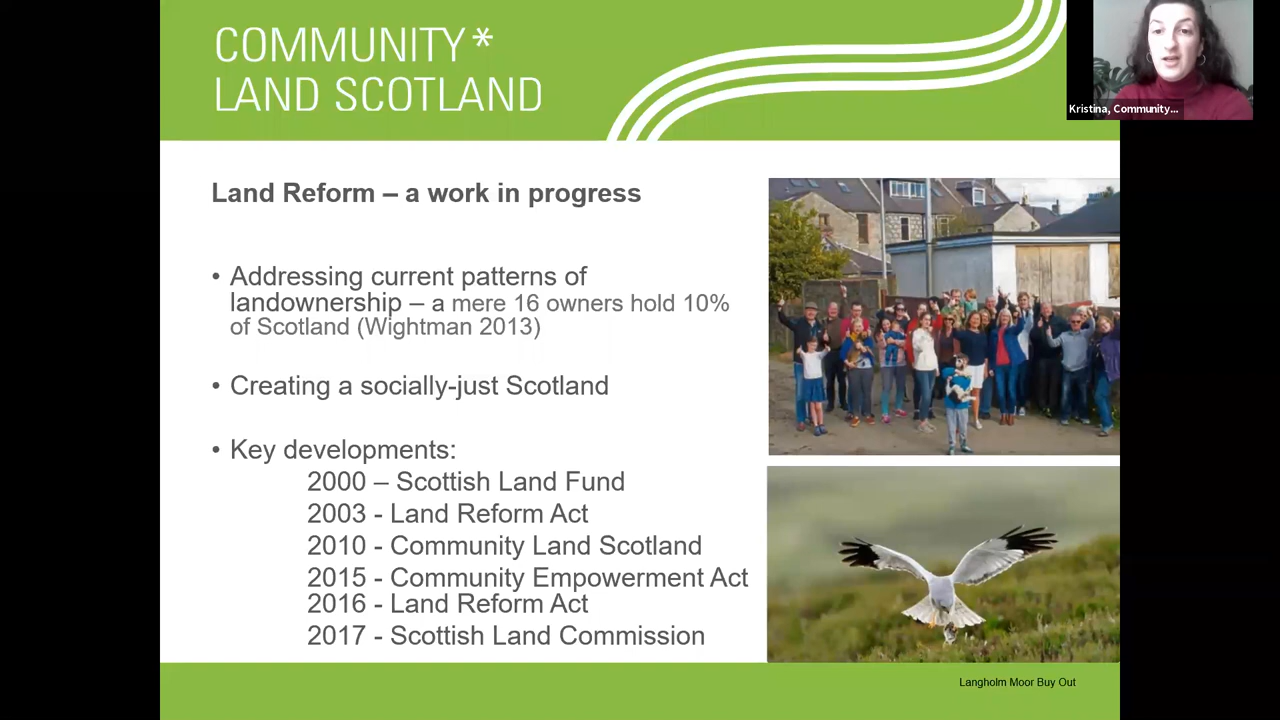 COMMUNITY*
LAND SCOTLAND
Kristina, Community...
Land Reform – a work in progress
• Addressing current patterns of
landownership – a mere 16 owners hold 10%
of Scotland (Wightman 2013)
• Creating a socially-just Scotland
• Key developments:
2000 – Scottish Land Fund
2003 - Land Reform Act
2010 - Community Land Scotland
2015 - Community Empowerment Act
2016 - Land Reform Act
2017 - Scottish Land Commission
Langholm Moor Buy Out